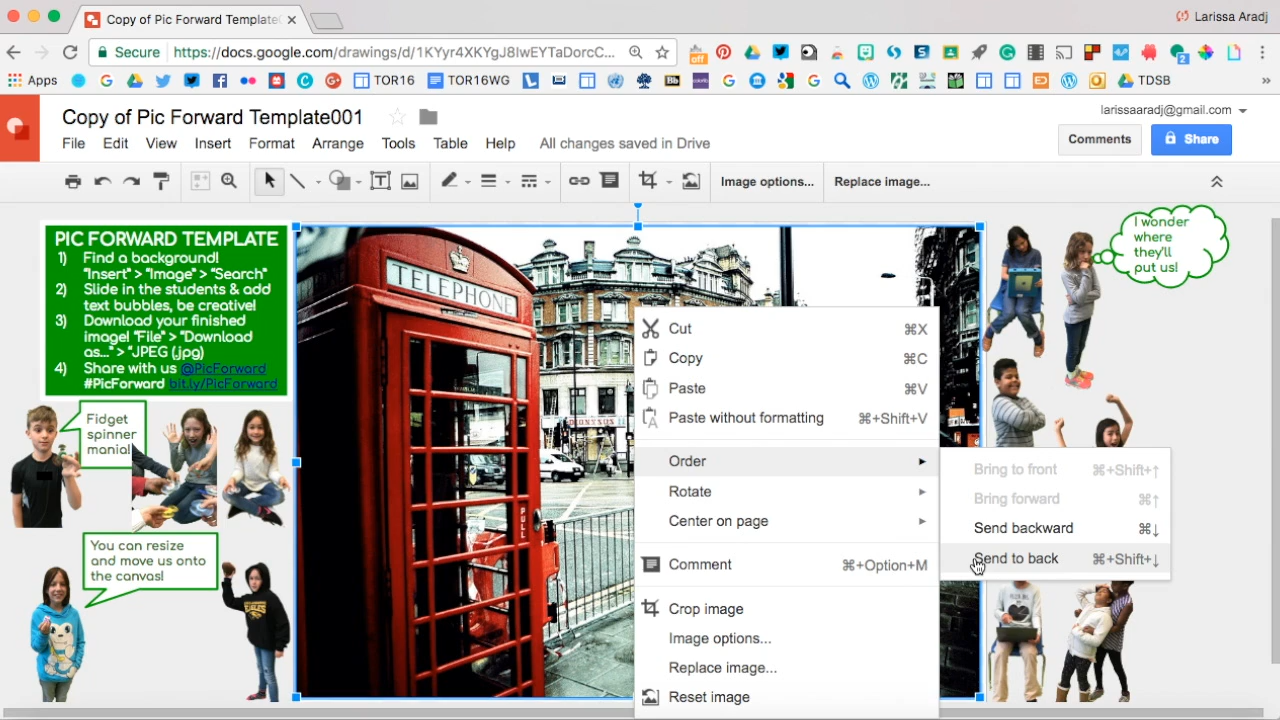 Copy of Pic Forward Template
Larissa Aradj
Secure
https://docs.google.com/drawings/d/1KYyr4XKYgJ8IwEYTaDorcC...
off
2
Apps
TOR16
TOR16WG
Bb
TDSB
»
Copy of Pic Forward Template001
larissaaradj@gmail.com
File Edit View Insert Format Arrange Tools Table Help All changes saved in Drive
Comments
Share
Image options...
Replace image...
PIC FORWARD TEMPLATE
1) Find a background!
"Insert" > "Image" > "Search"
2) Slide in the students & add
text bubbles, be creative!
3) Download your finished
image! "File" > "Download
as..." > "JPEG (.jpg)
4) Share with us @PicForward
#PicForward bit.ly/PicForward
I wonder
where
they'll
put us!
Fidget
spinner
mania!
You can resize
and move us onto
the canvas!
TELEPHONE
PULL
Cut ⌘X
Copy ⌘C
Paste ⌘V
Paste without formatting ⌘+Shift+V
Order
Rotate
Center on page
Comment ⌘+Option+M
Crop image
Image options...
Replace image...
Reset image
Bring to front ⌘+Shift+↑
Bring forward ⌘↑
Send backward ⌘↓
Send to back ⌘+Shift+↓